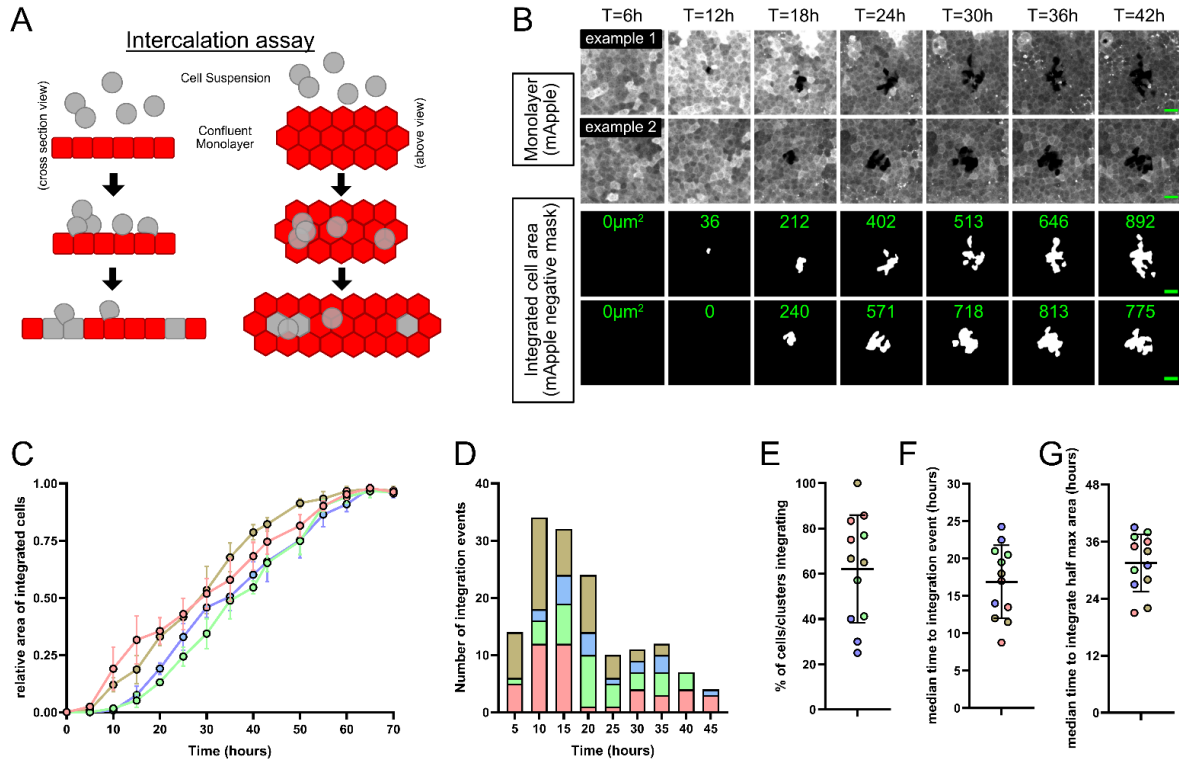 A
Intercalation assay
Cell Suspension
Confluent
Monolayer
(cross section view)
(above view)
B
T=6h T=12h T=18h T=24h T=30h T=36h T=42h
Monolayer
(mApple)
example 1
example 2
Integrated cell area
(mApple negative mask)
0µm² 36 212 402 513 646 892
0µm² 0 240 571 718 813 775
C
relative area of integrated cells
1.00
0.75
0.50
0.25
0.00
0 10 20 30 40 50 60 70
Time (hours)
D
Number of integration events
40
30
20
10
0
5 10 15 20 25 30 35 40 45
Time (hours)
E
% of cells/clusters integrating
100
80
60
40
20
0
F
median time to integration event (hours)
30
25
20
15
10
5
0
G
median time to integrate half max area (hours)
48
36
24
12
0